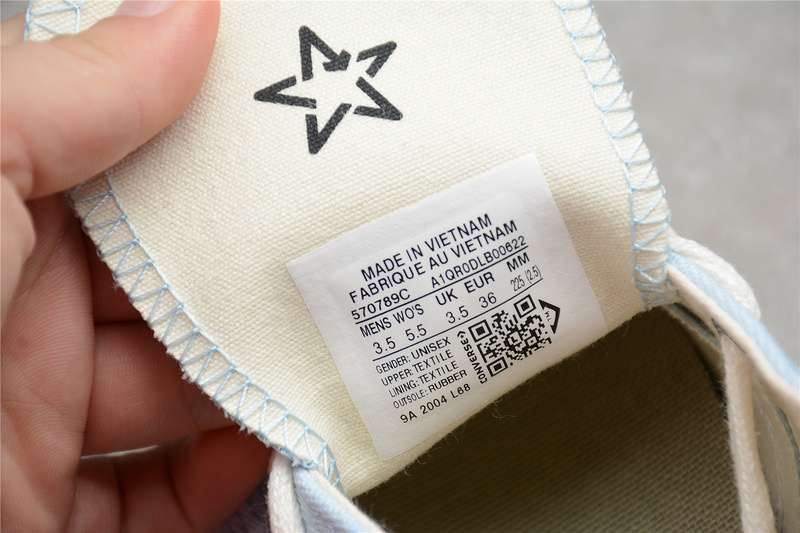 MADE IN VIETNAM
FABRIQUE AU VIETNAM
570789C A1QR0DLB00822
MENS WO'S UK EUR MM
3.5 5.5 3.5 36 225 (2.5)
GENDER: UNISEX
UPPER: TEXTILE
LINING: TEXTILE
OUTSOLE: RUBBER
9A 2004 L68
CONVERSE